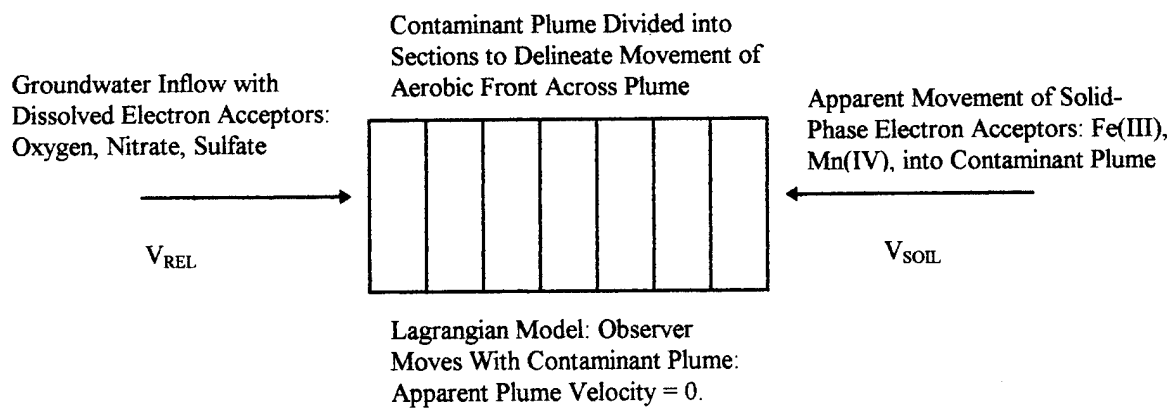 Contaminant Plume Divided into
Sections to Delineate Movement of
Aerobic Front Across Plume
Groundwater Inflow with
Dissolved Electron Acceptors:
Oxygen, Nitrate, Sulfate
Apparent Movement of Solid-
Phase Electron Acceptors: Fe(III),
Mn(IV), into Contaminant Plume
V_REL
V_SOIL
Lagrangian Model: Observer
Moves With Contaminant Plume:
Apparent Plume Velocity = 0.